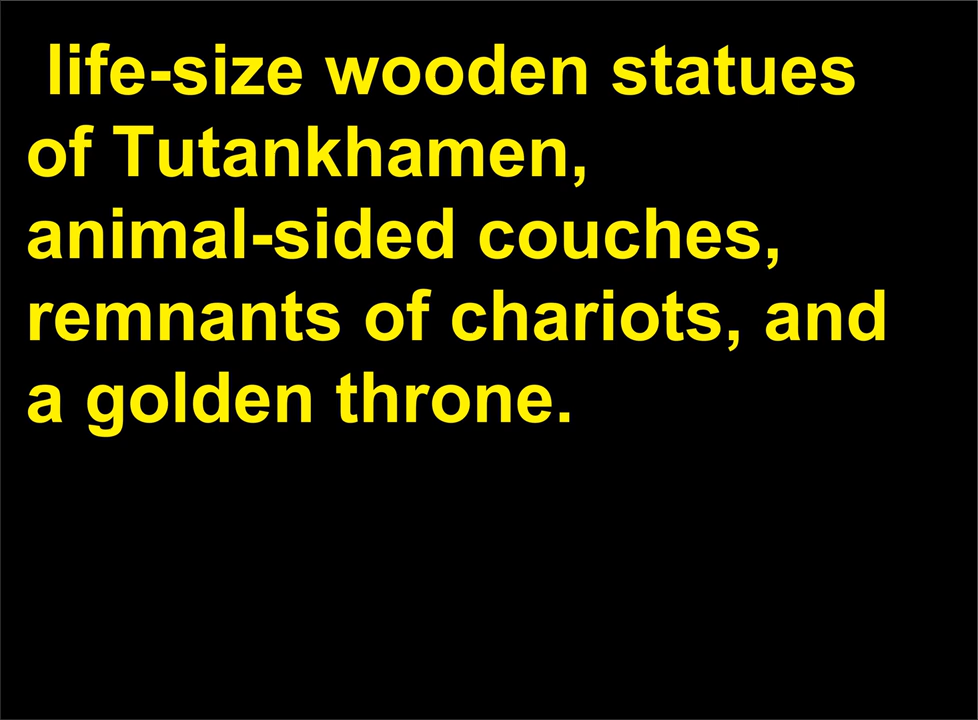 life-size wooden statues
of Tutankhamen,
animal-sided couches,
remnants of chariots, and
a golden throne.